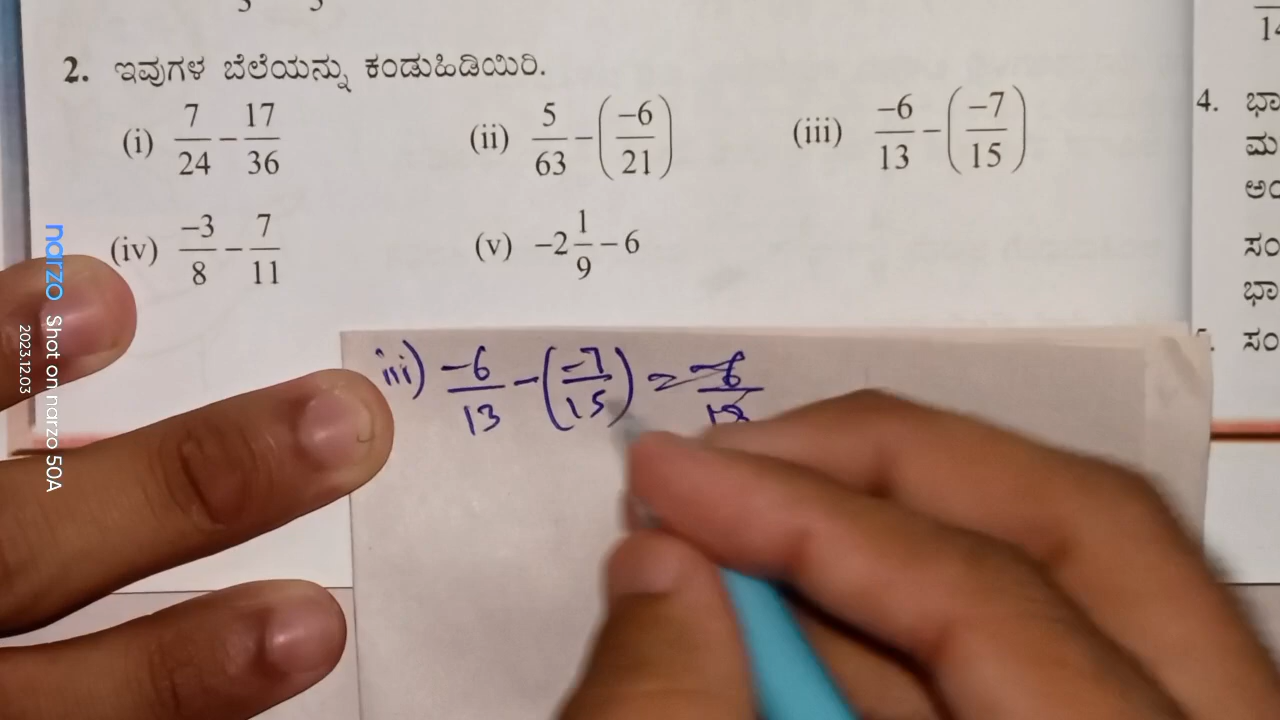 2. ಇವುಗಳ ಬೆಲೆಯನ್ನು ಕಂಡುಹಿಡಿಯಿರಿ.
(i) 7/24 − 17/36 (ii) 5/63 − (−6/21) (iii) −6/13 − (−7/15)
(iv) −3/8 − 7/11 (v) −2 1/9 − 6
iii) −6/13 − (−7/15) = −6/13
4.
narzo Shot on narzo 50A
2023.12.03